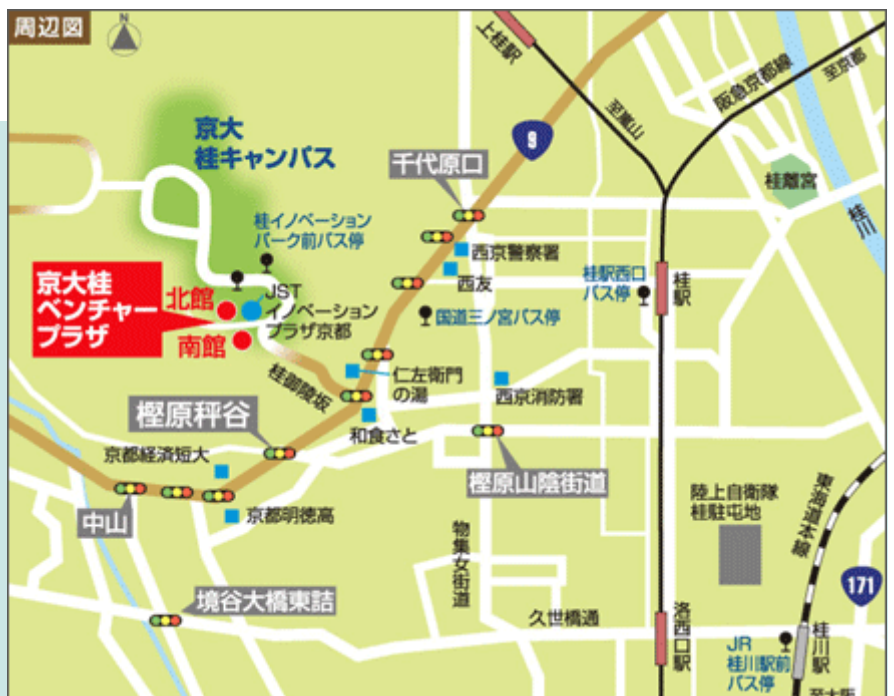 周辺図
N
上桂駅
至嵐山
阪急京都線
至京都
京大
桂キャンパス
9
千代原口
桂離宮
桂川
桂イノベーション
パーク前バス停
西京警察署
西友
桂駅西口
バス停
桂駅
京大桂
ベンチャー
プラザ
北館
南館
JST
イノベーション
プラザ京都
国道三ノ宮バス停
桂御陵坂
仁左衛門
の湯
西京消防署
樫原秤谷
和食さと
京都経済短大
樫原山陰街道
陸上自衛隊
桂駐屯地
東海道本線
中山
京都明徳高
物集女街道
171
境谷大橋東詰
久世橋通
洛西口駅
JR
桂川駅前
バス停
桂川駅
至大阪